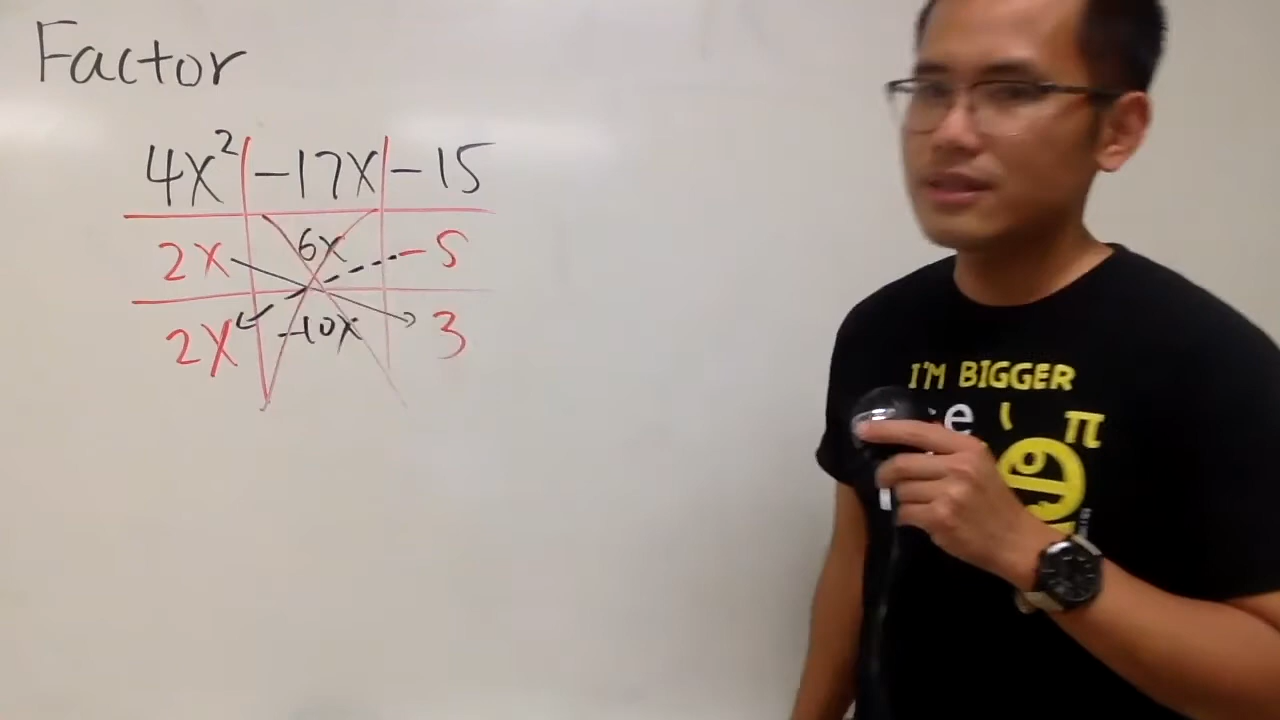 Factor
4x² -17x -15
2x 6x -5
2x -10x 3
I'M BIGGER
e π